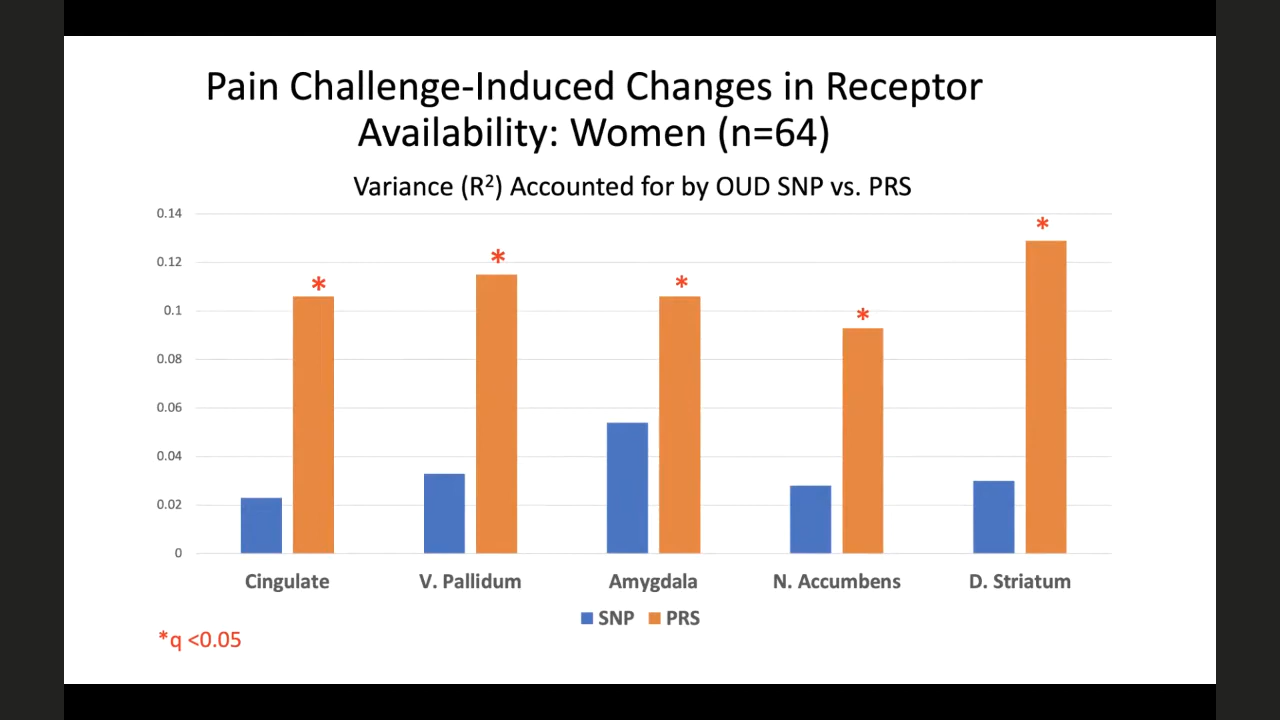 Pain Challenge-Induced Changes in Receptor
Availability: Women (n=64)
Variance (R²) Accounted for by OUD SNP vs. PRS
0.14
0.12
0.1
0.08
0.06
0.04
0.02
0
*
*
*
*
*
Cingulate
V. Pallidum
Amygdala
N. Accumbens
D. Striatum
SNP
PRS
*q <0.05